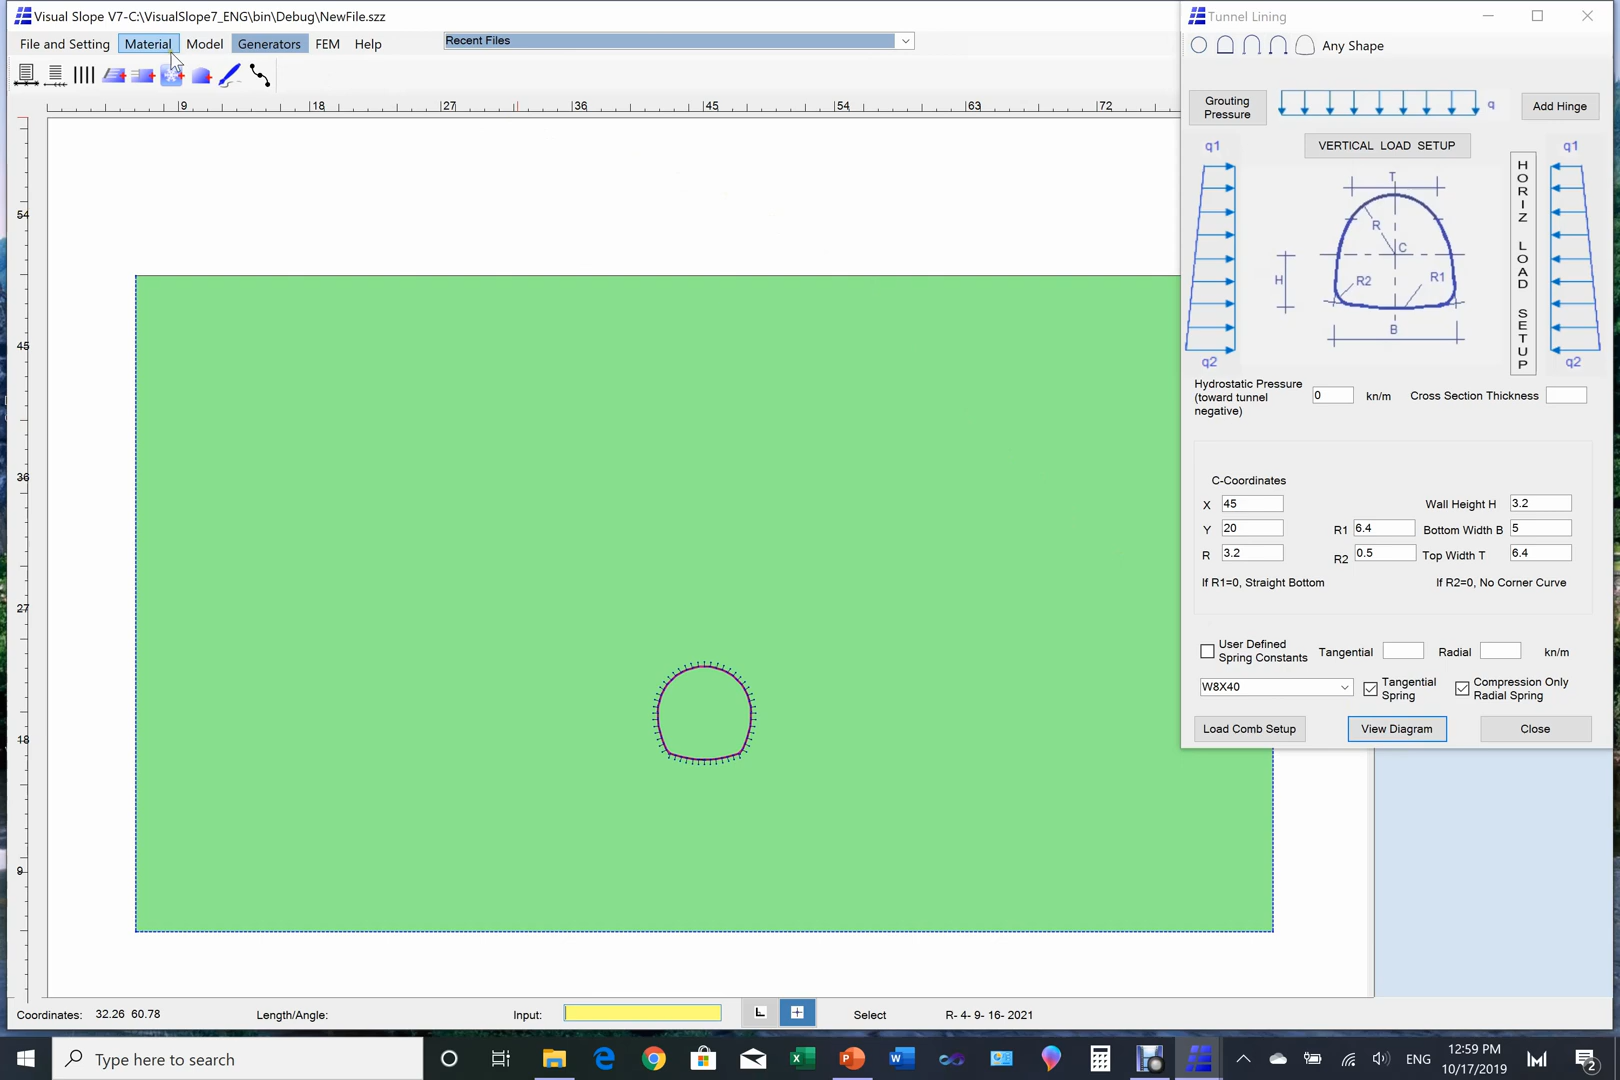 Visual Slope V7-C:\VisualSlope7_ENG\bin\Debug\NewFile.szz
File and Setting Material Model Generators FEM Help Recent Files
9 18 27 36 45 54 63 72
54
45
36
27
18
9
Tunnel Lining
Any Shape
Grouting
Pressure
q
Add Hinge
VERTICAL LOAD SETUP
q1
q1
T
R
C
H
R2
R1
B
q2
q2
HORIZ LOAD SETUP
Hydrostatic Pressure
(toward tunnel
negative)
0 kn/m
Cross Section Thickness
C-Coordinates
X 45
Y 20
R 3.2
R1 6.4
R2 0.5
Wall Height H 3.2
Bottom Width B 5
Top Width T 6.4
If R1=0, Straight Bottom
If R2=0, No Corner Curve
User Defined
Spring Constants
Tangential
Radial
kn/m
W8X40
Tangential
Spring
Compression Only
Radial Spring
Load Comb Setup
View Diagram
Close
Coordinates: 32.26 60.78 Length/Angle: Input: Select R- 4- 9- 16- 2021
Type here to search
ENG
12:59 PM
10/17/2019
2